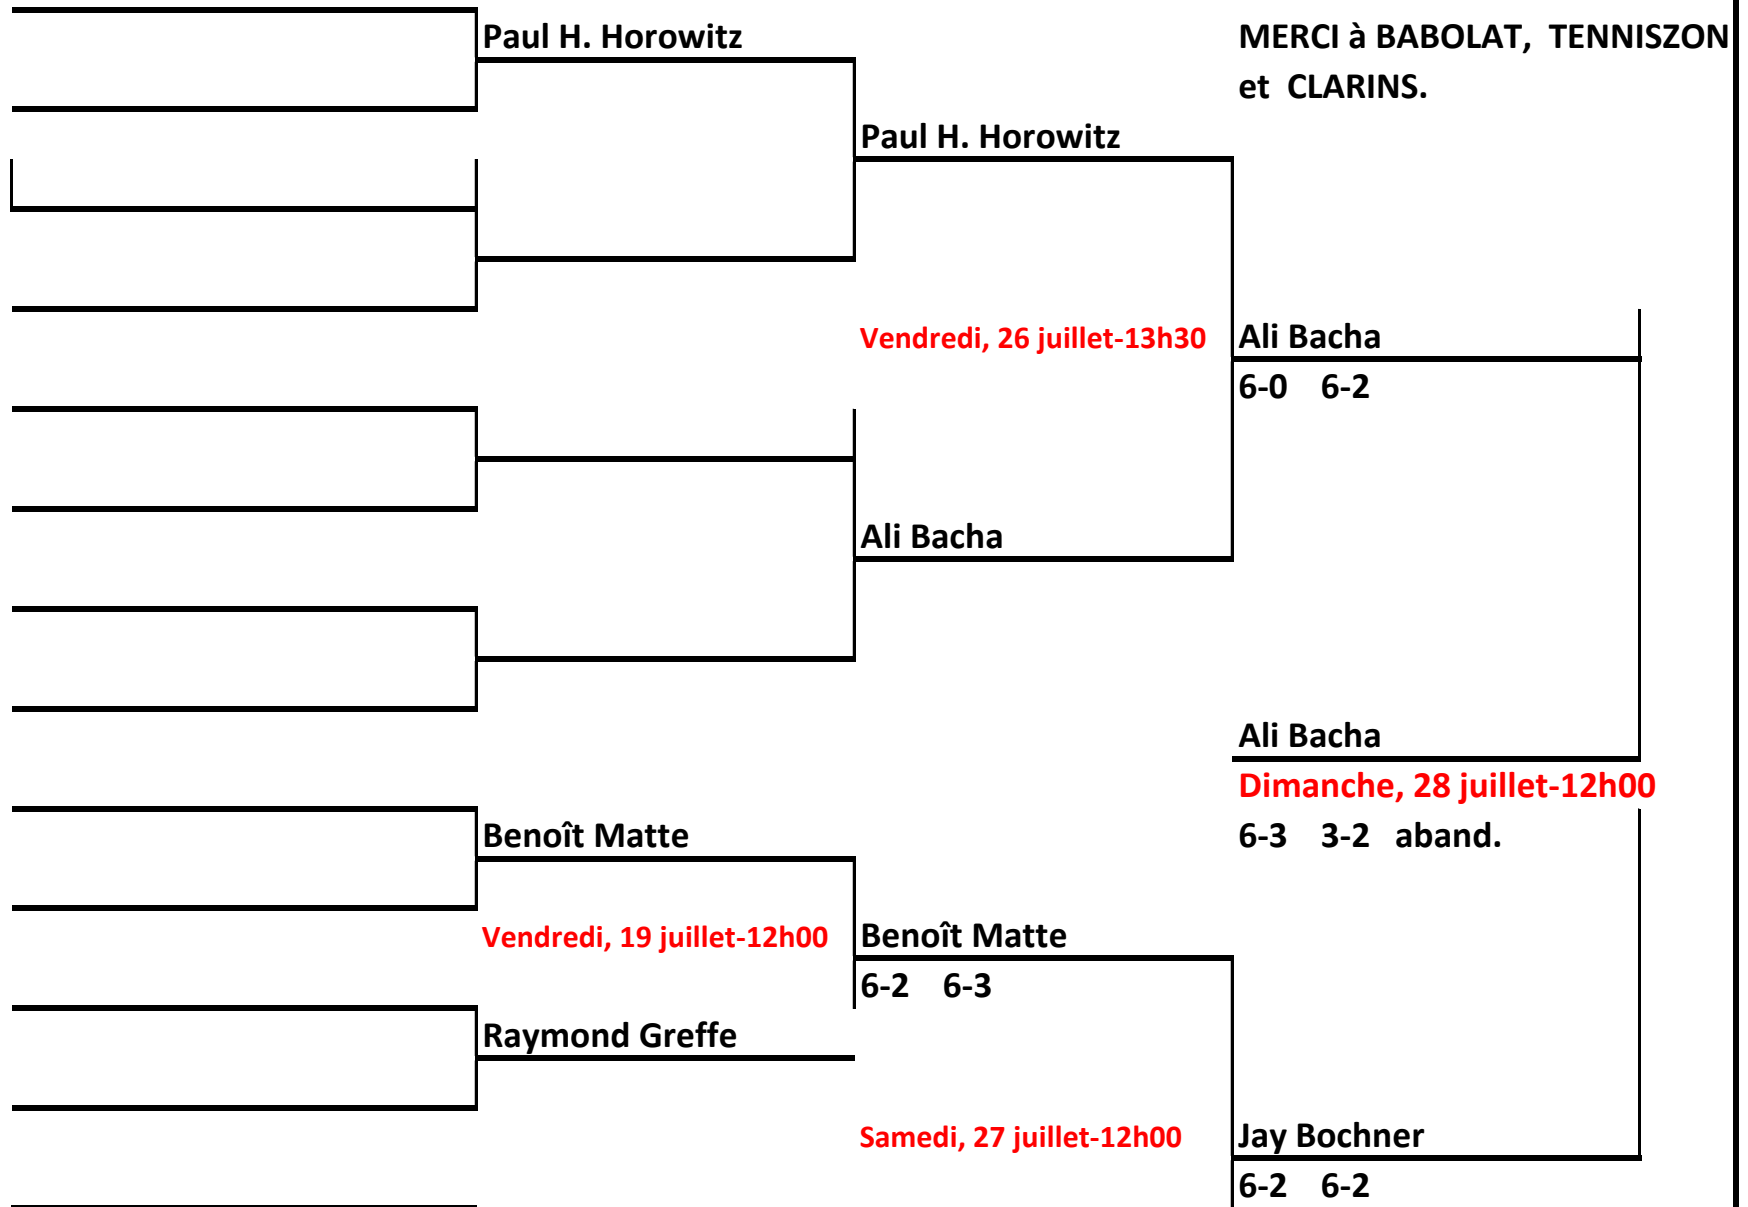 Paul H. Horowitz
MERCI à BABOLAT, TENNISZON
et CLARINS.
Paul H. Horowitz
Vendredi, 26 juillet-13h30
Ali Bacha
6-0 6-2
Ali Bacha
Ali Bacha
Dimanche, 28 juillet-12h00
6-3 3-2 aband.
Benoît Matte
Vendredi, 19 juillet-12h00
Benoît Matte
6-2 6-3
Raymond Greffe
Samedi, 27 juillet-12h00
Jay Bochner
6-2 6-2